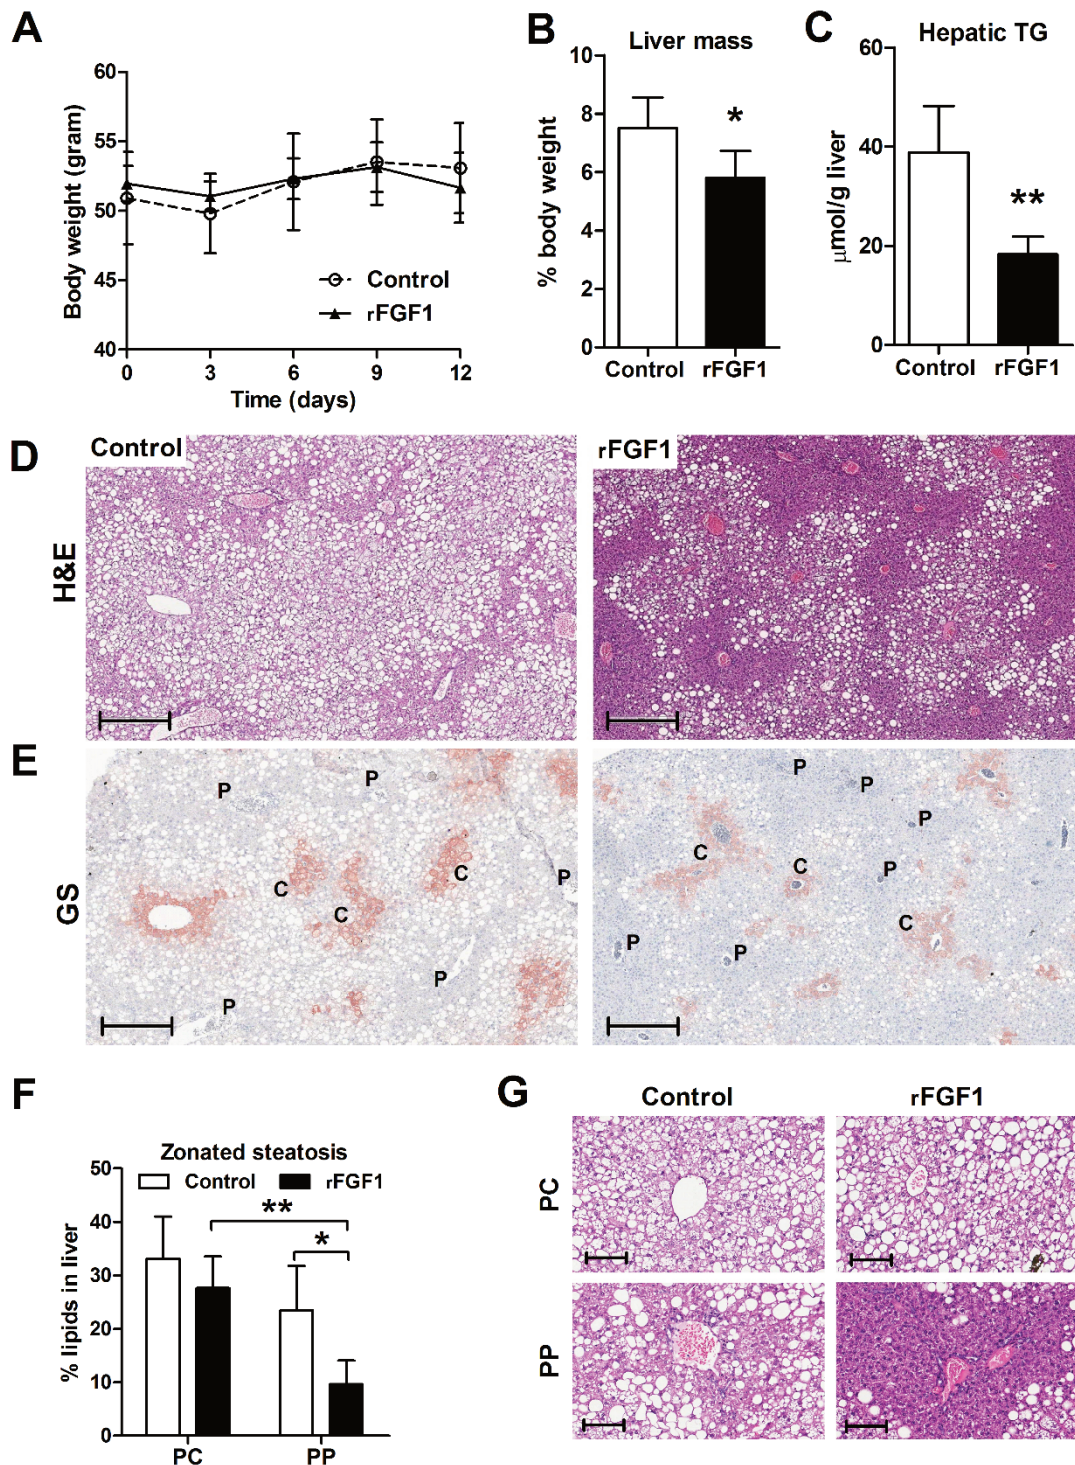 A
Body weight (gram)
60
55
50
45
40
0 3 6 9 12
Time (days)
Control
rFGF1
B
Liver mass
% body weight
8
6
4
2
0
*
Control rFGF1
C
Hepatic TG
μmol/g liver
60
40
20
0
**
Control rFGF1
D
H&E
Control
rFGF1
E
GS
P P P C C C P P P
P P P C C P C P P
F
Zonated steatosis
% lipids in liver
50
40
30
20
10
0
Control rFGF1
**
*
PC PP
G
Control rFGF1
PC
PP